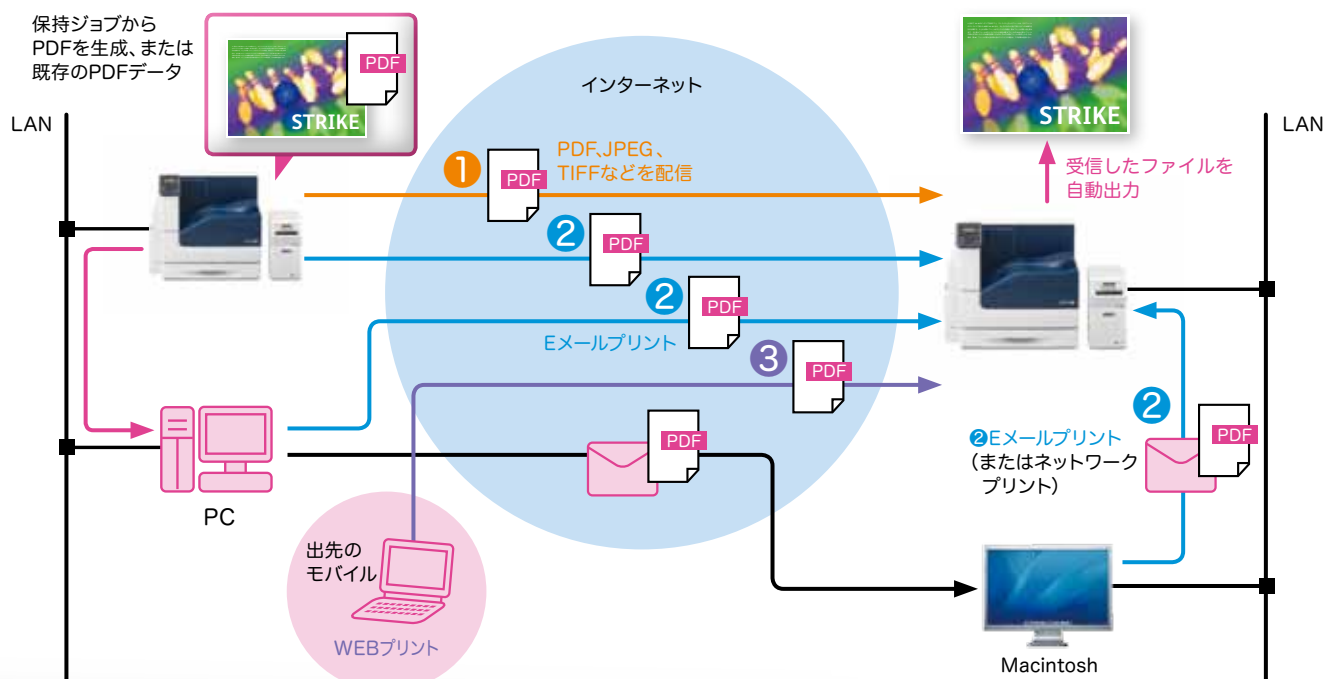 保持ジョブから
PDFを生成、または
既存のPDFデータ
PDF
STRIKE
LAN
インターネット
STRIKE
LAN
受信したファイルを
自動出力
❶
PDF
PDF、JPEG、
TIFFなどを配信
❷
PDF
❷
PDF
Eメールプリント
❸
PDF
PDF
PC
❷
PDF
❷Eメールプリント
（またはネットワーク
プリント）
出先の
モバイル
WEBプリント
Macintosh